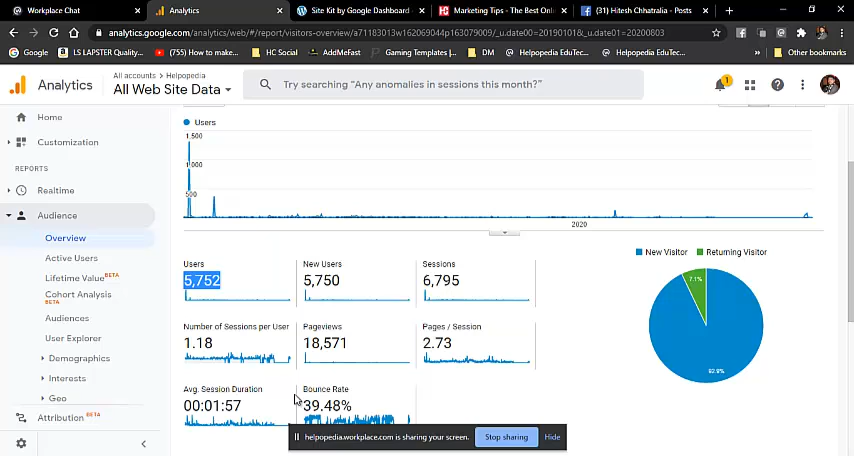 Workplace Chat
Analytics
Site Kit by Google Dashboard
Marketing Tips - The Best Onli
(31) Hitesh Chhatralia - Posts
analytics.google.com/analytics/web/#/report/visitors-overview/a71183013w162069044p163079009/_u.date00=20190101&_u.date01=20200803
Google
LS LAPSTER Quality...
(755) How to make...
HC Social
AddMeFast
Gaming Templates |...
DM
Helpopedia EduTec...
Helpopedia EduTec...
»
Other bookmarks
Analytics
All accounts > Helpopedia
All Web Site Data
Try searching "Any anomalies in sessions this month?"
1
Home
Customization
REPORTS
Realtime
Audience
Overview
Active Users
Lifetime Value BETA
Cohort Analysis
BETA
Audiences
User Explorer
Demographics
Interests
Geo
Attribution BETA
Users
1,500
1,000
500
2020
Users
5,752
New Users
5,750
Sessions
6,795
Number of Sessions per User
1.18
Pageviews
18,571
Pages / Session
2.73
Avg. Session Duration
00:01:57
Bounce Rate
39.48%
New Visitor
Returning Visitor
7.1%
92.9%
helpopedia.workplace.com is sharing your screen.
Stop sharing
Hide